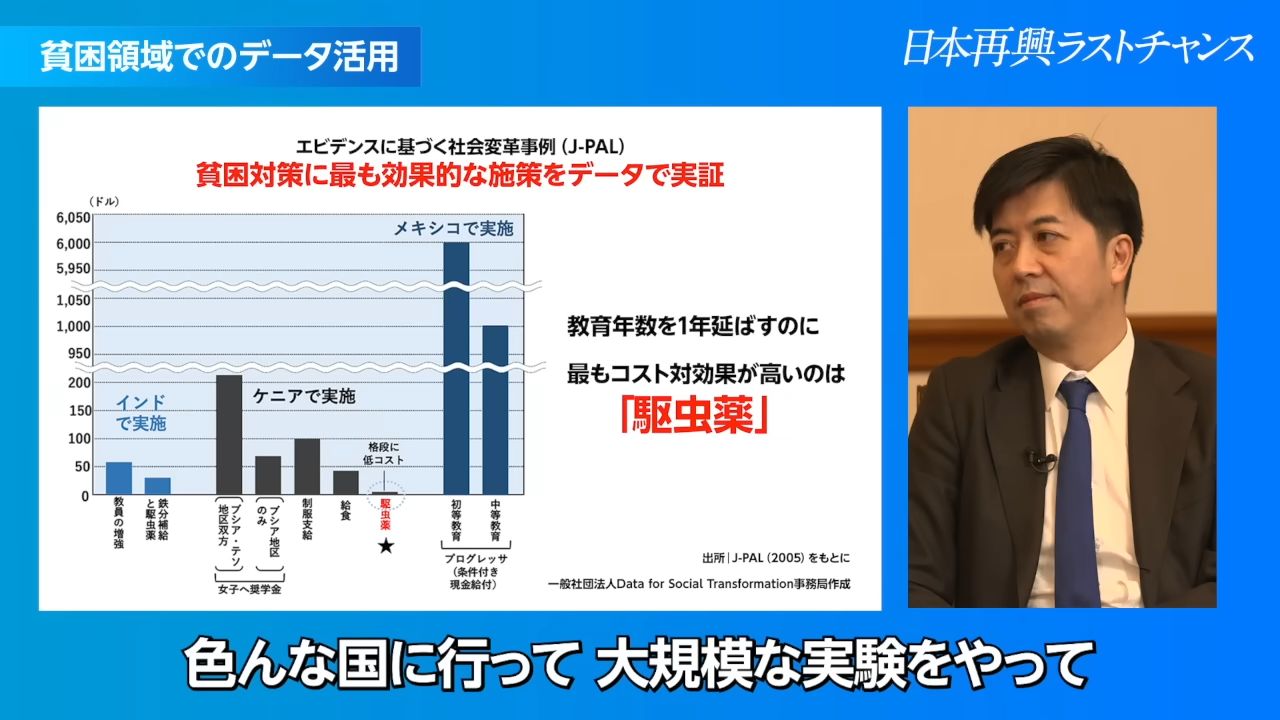 貧困領域でのデータ活用
日本再興ラストチャンス
エビデンスに基づく社会変革事例（J-PAL）
貧困対策に最も効果的な施策をデータで実証
（ドル）
6,050
6,000
5,950
1,050
1,000
950
200
150
100
50
0
インド
で実施
ケニアで実施
メキシコで実施
格段に
低コスト
教員の増強
鉄分補給
と駆虫薬
ブシア・テソ
地区双方
ブシア地区
のみ
女子へ奨学金
制服支給
給食
駆虫薬
★
初等教育
中等教育
プログレッサ
（条件付き
現金給付）
教育年数を1年延ばすのに
最もコスト対効果が高いのは
「駆虫薬」
出所｜J-PAL（2005）をもとに
一般社団法人Data for Social Transformation事務局作成
色んな国に行って 大規模な実験をやって